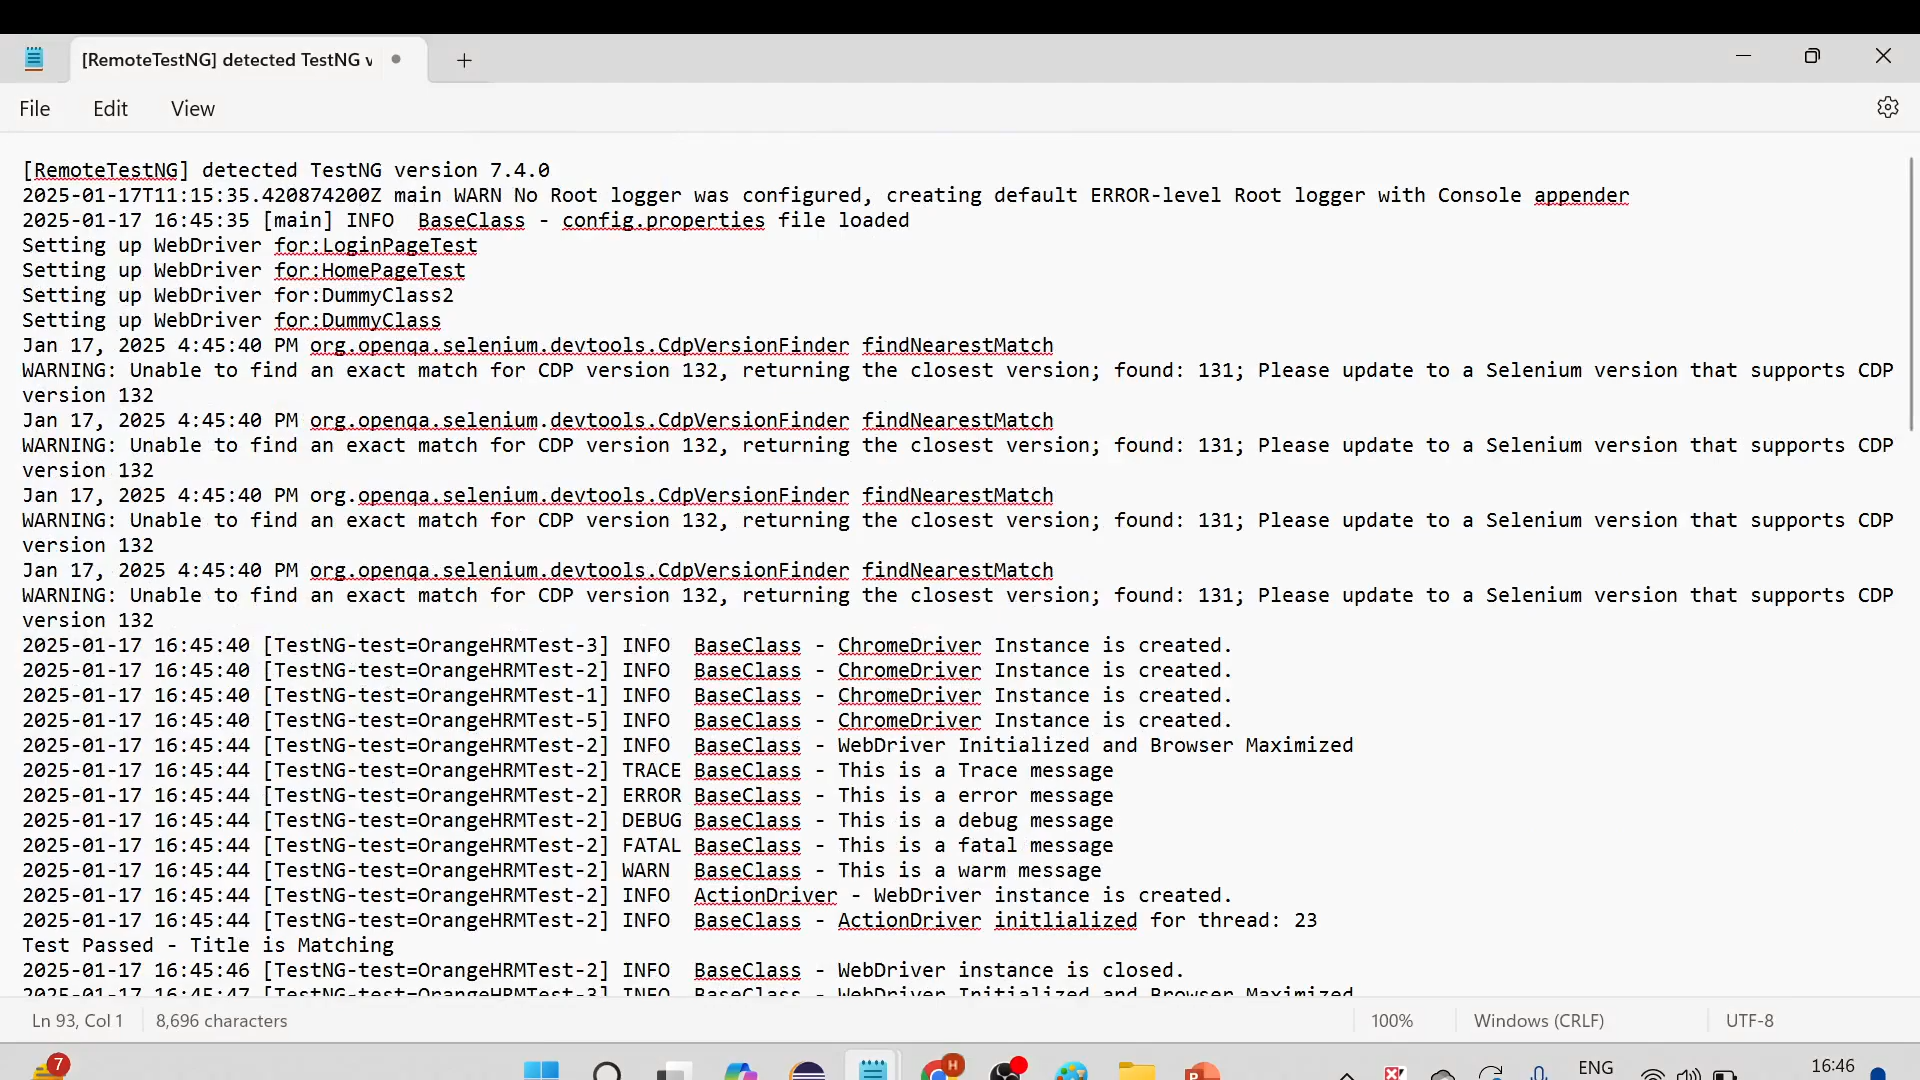 [RemoteTestNG] detected TestNG v
File Edit View
[RemoteTestNG] detected TestNG version 7.4.0
2025-01-17T11:15:35.420874200Z main WARN No Root logger was configured, creating default ERROR-level Root logger with Console appender
2025-01-17 16:45:35 [main] INFO  BaseClass - config.properties file loaded
Setting up WebDriver for:LoginPageTest
Setting up WebDriver for:HomePageTest
Setting up WebDriver for:DummyClass2
Setting up WebDriver for:DummyClass
Jan 17, 2025 4:45:40 PM org.openqa.selenium.devtools.CdpVersionFinder findNearestMatch
WARNING: Unable to find an exact match for CDP version 132, returning the closest version; found: 131; Please update to a Selenium version that supports CDP
version 132
Jan 17, 2025 4:45:40 PM org.openqa.selenium.devtools.CdpVersionFinder findNearestMatch
WARNING: Unable to find an exact match for CDP version 132, returning the closest version; found: 131; Please update to a Selenium version that supports CDP
version 132
Jan 17, 2025 4:45:40 PM org.openqa.selenium.devtools.CdpVersionFinder findNearestMatch
WARNING: Unable to find an exact match for CDP version 132, returning the closest version; found: 131; Please update to a Selenium version that supports CDP
version 132
Jan 17, 2025 4:45:40 PM org.openqa.selenium.devtools.CdpVersionFinder findNearestMatch
WARNING: Unable to find an exact match for CDP version 132, returning the closest version; found: 131; Please update to a Selenium version that supports CDP
version 132
2025-01-17 16:45:40 [TestNG-test=OrangeHRMTest-3] INFO  BaseClass - ChromeDriver Instance is created.
2025-01-17 16:45:40 [TestNG-test=OrangeHRMTest-2] INFO  BaseClass - ChromeDriver Instance is created.
2025-01-17 16:45:40 [TestNG-test=OrangeHRMTest-1] INFO  BaseClass - ChromeDriver Instance is created.
2025-01-17 16:45:40 [TestNG-test=OrangeHRMTest-5] INFO  BaseClass - ChromeDriver Instance is created.
2025-01-17 16:45:44 [TestNG-test=OrangeHRMTest-2] INFO  BaseClass - WebDriver Initialized and Browser Maximized
2025-01-17 16:45:44 [TestNG-test=OrangeHRMTest-2] TRACE BaseClass - This is a Trace message
2025-01-17 16:45:44 [TestNG-test=OrangeHRMTest-2] ERROR BaseClass - This is a error message
2025-01-17 16:45:44 [TestNG-test=OrangeHRMTest-2] DEBUG BaseClass - This is a debug message
2025-01-17 16:45:44 [TestNG-test=OrangeHRMTest-2] FATAL BaseClass - This is a fatal message
2025-01-17 16:45:44 [TestNG-test=OrangeHRMTest-2] WARN  BaseClass - This is a warm message
2025-01-17 16:45:44 [TestNG-test=OrangeHRMTest-2] INFO  ActionDriver - WebDriver instance is created.
2025-01-17 16:45:44 [TestNG-test=OrangeHRMTest-2] INFO  BaseClass - ActionDriver initlialized for thread: 23
Test Passed - Title is Matching
2025-01-17 16:45:46 [TestNG-test=OrangeHRMTest-2] INFO  BaseClass - WebDriver instance is closed.
2025-01-17 16:45:47 [TestNG-test=OrangeHRMTest-3] INFO  BaseClass - WebDriver Initialized and Browser Maximized
Ln 93, Col 1 8,696 characters 100% Windows (CRLF) UTF-8
7 H ENG 16:46